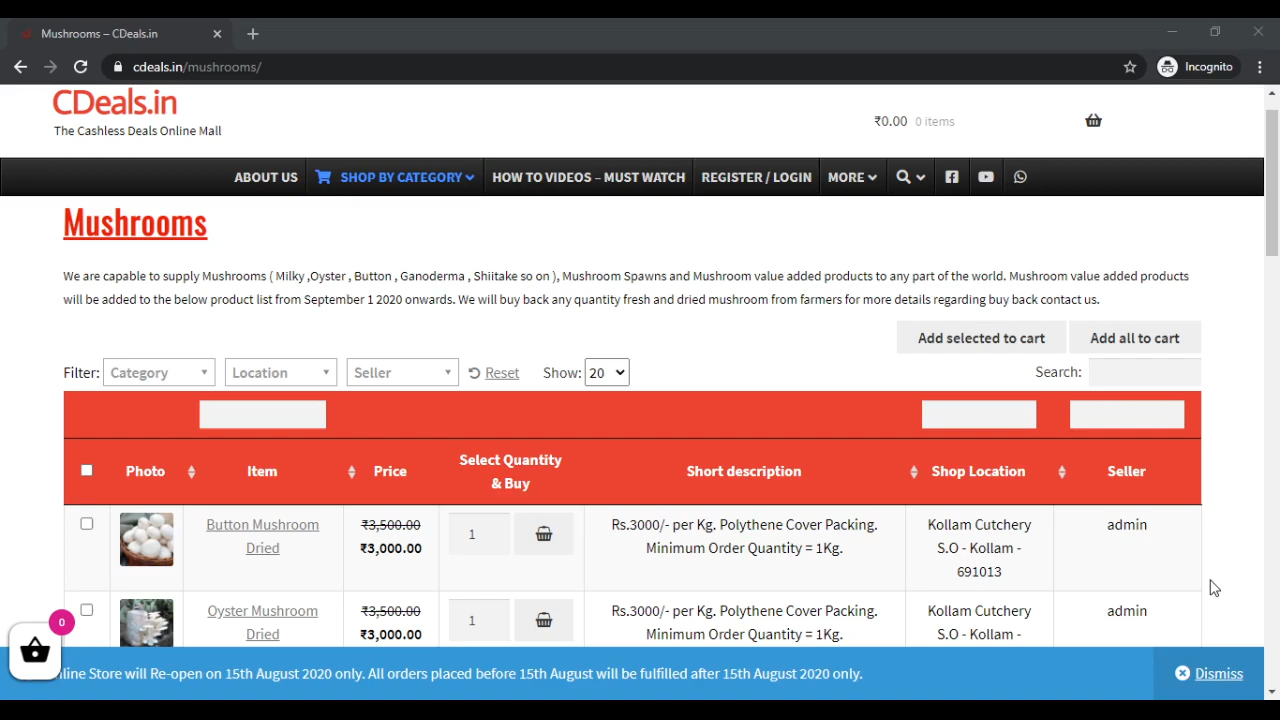 Mushrooms – CDeals.in
cdeals.in/mushrooms/
Incognito
CDeals.in
The Cashless Deals Online Mall
₹0.00 0 items
ABOUT US SHOP BY CATEGORY HOW TO VIDEOS – MUST WATCH REGISTER / LOGIN MORE
Mushrooms
We are capable to supply Mushrooms ( Milky ,Oyster , Button , Ganoderma , Shiitake so on ), Mushroom Spawns and Mushroom value added products to any part of the world. Mushroom value added products
will be added to the below product list from September 1 2020 onwards. We will buy back any quantity fresh and dried mushroom from farmers for more details regarding buy back contact us.
Add selected to cart Add all to cart
Filter: Category Location Seller Reset Show: 20 Search:
Photo Item Price Select Quantity & Buy Short description Shop Location Seller
Button Mushroom Dried ₹3,500.00 ₹3,000.00 1 Rs.3000/- per Kg. Polythene Cover Packing. Minimum Order Quantity = 1Kg. Kollam Cutchery S.O - Kollam - 691013 admin
Oyster Mushroom Dried ₹3,500.00 ₹3,000.00 1 Rs.3000/- per Kg. Polythene Cover Packing. Minimum Order Quantity = 1Kg. Kollam Cutchery S.O - Kollam - admin
0
line Store will Re-open on 15th August 2020 only. All orders placed before 15th August will be fulfilled after 15th August 2020 only.
Dismiss